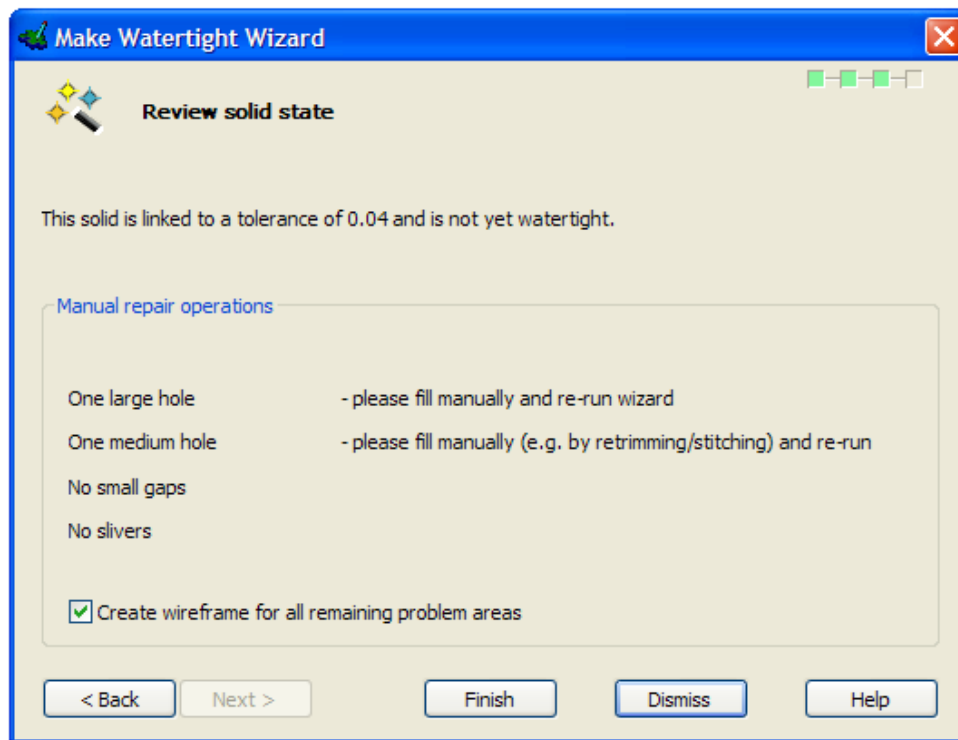 Make Watertight Wizard
Review solid state
This solid is linked to a tolerance of 0.04 and is not yet watertight.
Manual repair operations
One large hole - please fill manually and re-run wizard
One medium hole - please fill manually (e.g. by retrimming/stitching) and re-run
No small gaps
No slivers
Create wireframe for all remaining problem areas
< Back Next > Finish Dismiss Help